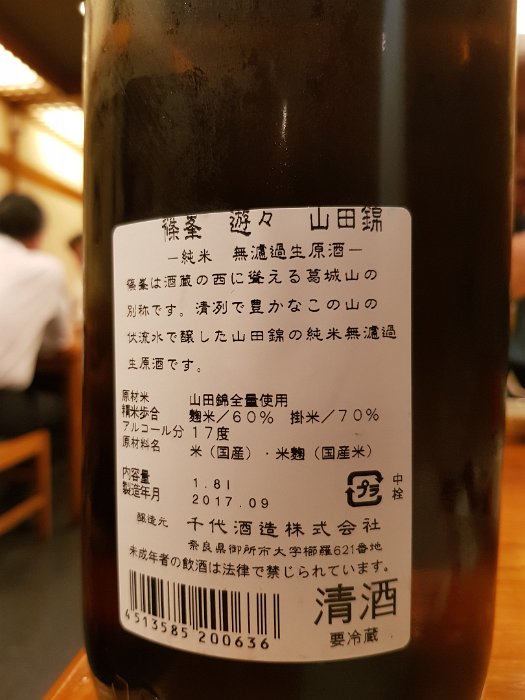 篠峯 遊々 山田錦
―純米 無濾過生原酒―
篠峯は酒蔵の西に聳える葛城山の
別称です。清冽で豊かなこの山の
伏流水で醸した山田錦の純米無濾過
生原酒です。
原材米 山田錦全量使用
精米歩合 麹米/60% 掛米/70%
アルコール分 17度
原材料名 米(国産)・米麹(国産米)
内容量 1.8l
製造年月 2017.09
プラ
中栓
醸造元 千代酒造株式会社
奈良県御所市大字櫛羅621番地
未成年者の飲酒は法律で禁じられています。
4513585 200636
清酒
要冷蔵